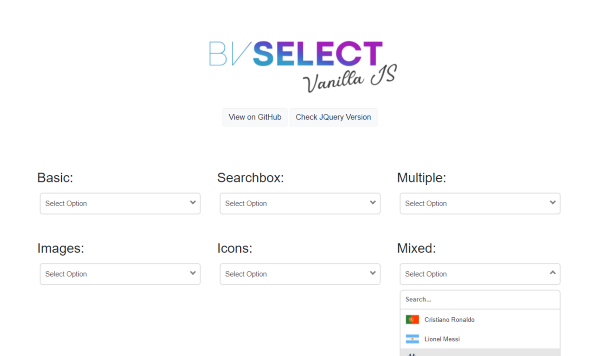 BVSELECT
Vanilla JS
View on GitHub Check JQuery Version
Basic: Searchbox: Multiple:
Select Option Select Option Select Option
Images: Icons: Mixed:
Select Option Select Option Select Option
Search...
Cristiano Ronaldo
Lionel Messi